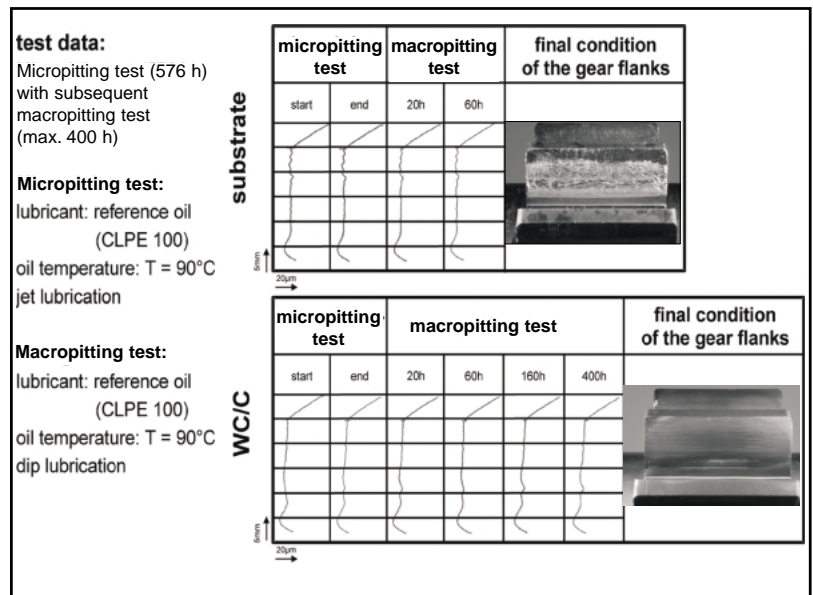 test data:
Micropitting test (576 h)
with subsequent
macropitting test
(max. 400 h)
Micropitting test:
lubricant: reference oil
(CLPE 100)
oil temperature: T = 90°C
jet lubrication
Macropitting test:
lubricant: reference oil
(CLPE 100)
oil temperature: T = 90°C
dip lubrication
substrate
micropitting
test
macropitting
test
final condition
of the gear flanks
start end 20h 60h
5mm
20μm
WC/C
micropitting
test
macropitting test
final condition
of the gear flanks
start end 20h 60h 160h 400h
5mm
20μm